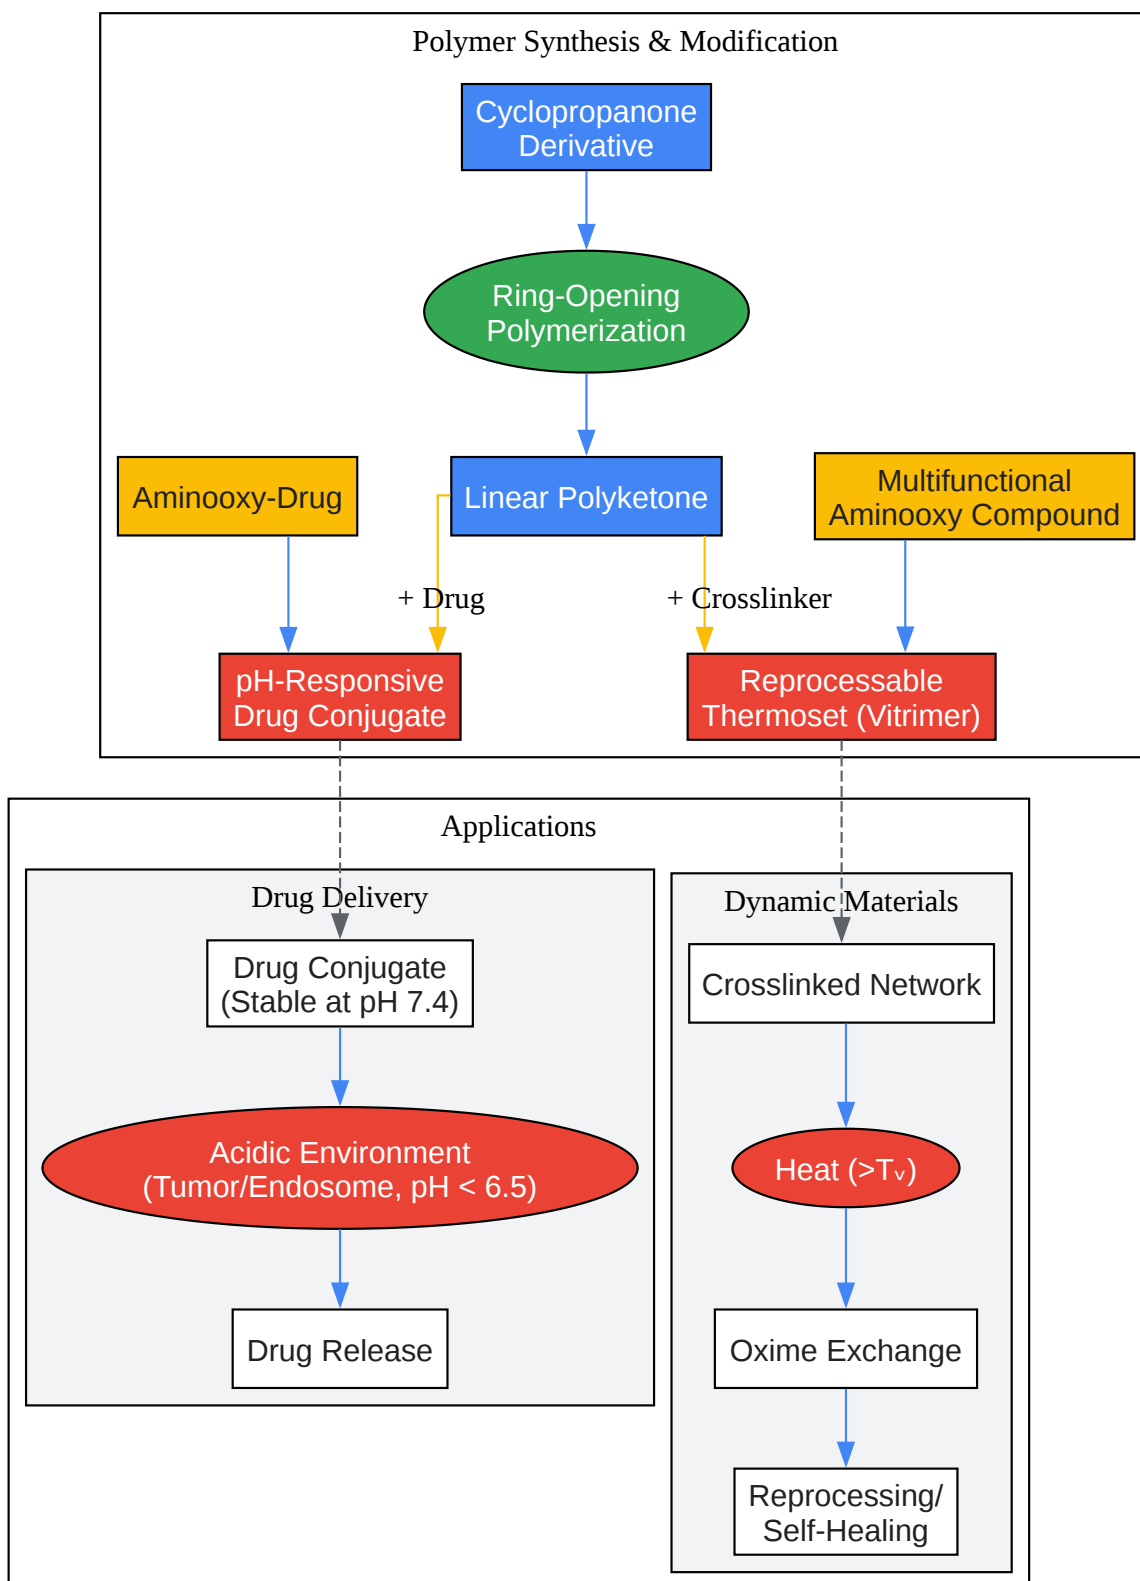 Polymer Synthesis & Modification
Cyclopropanone
Derivative
Ring-Opening
Polymerization
Aminooxy-Drug
Linear Polyketone
Multifunctional
Aminooxy Compound
+ Drug
+ Crosslinker
pH-Responsive
Drug Conjugate
Reprocessable
Thermoset (Vitrimer)
Applications
Drug Delivery
Drug Conjugate
(Stable at pH 7.4)
Acidic Environment
(Tumor/Endosome, pH < 6.5)
Drug Release
Dynamic Materials
Crosslinked Network
Heat (>Tᵥ)
Oxime Exchange
Reprocessing/
Self-Healing